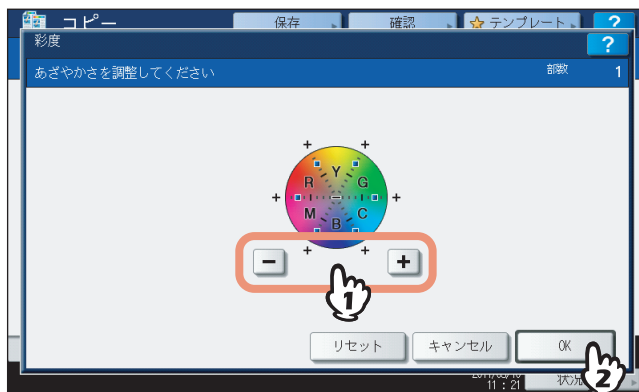 コピー 保存 確認 テンプレート ?
彩度 ?
あざやかさを調整してください 部数 1
+ +
Y
R G
+ − +
M C
B
+ +
− +
1
リセット キャンセル OK
2
11:21 状況